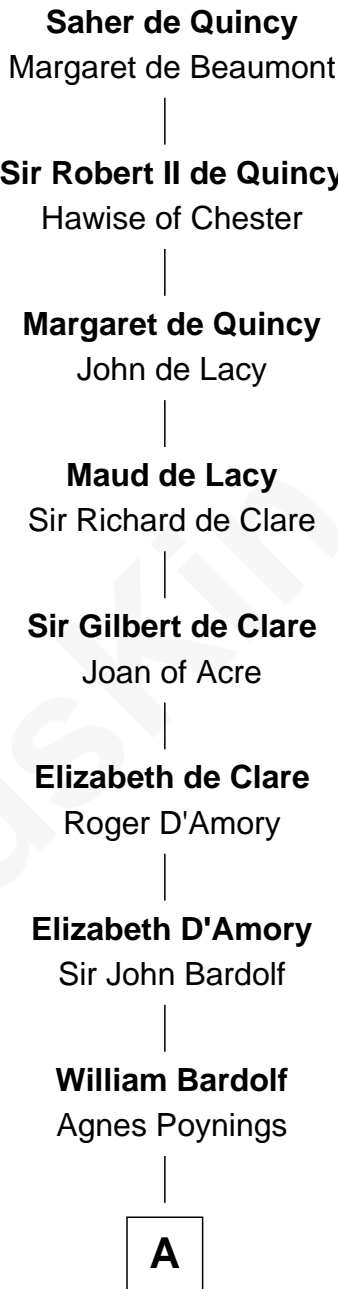 Saher de Quincy
Margaret de Beaumont
Sir Robert II de Quincy
Hawise of Chester
Margaret de Quincy
John de Lacy
Maud de Lacy
Sir Richard de Clare
Sir Gilbert de Clare
Joan of Acre
Elizabeth de Clare
Roger D'Amory
Elizabeth D'Amory
Sir John Bardolf
William Bardolf
Agnes Poynings
A